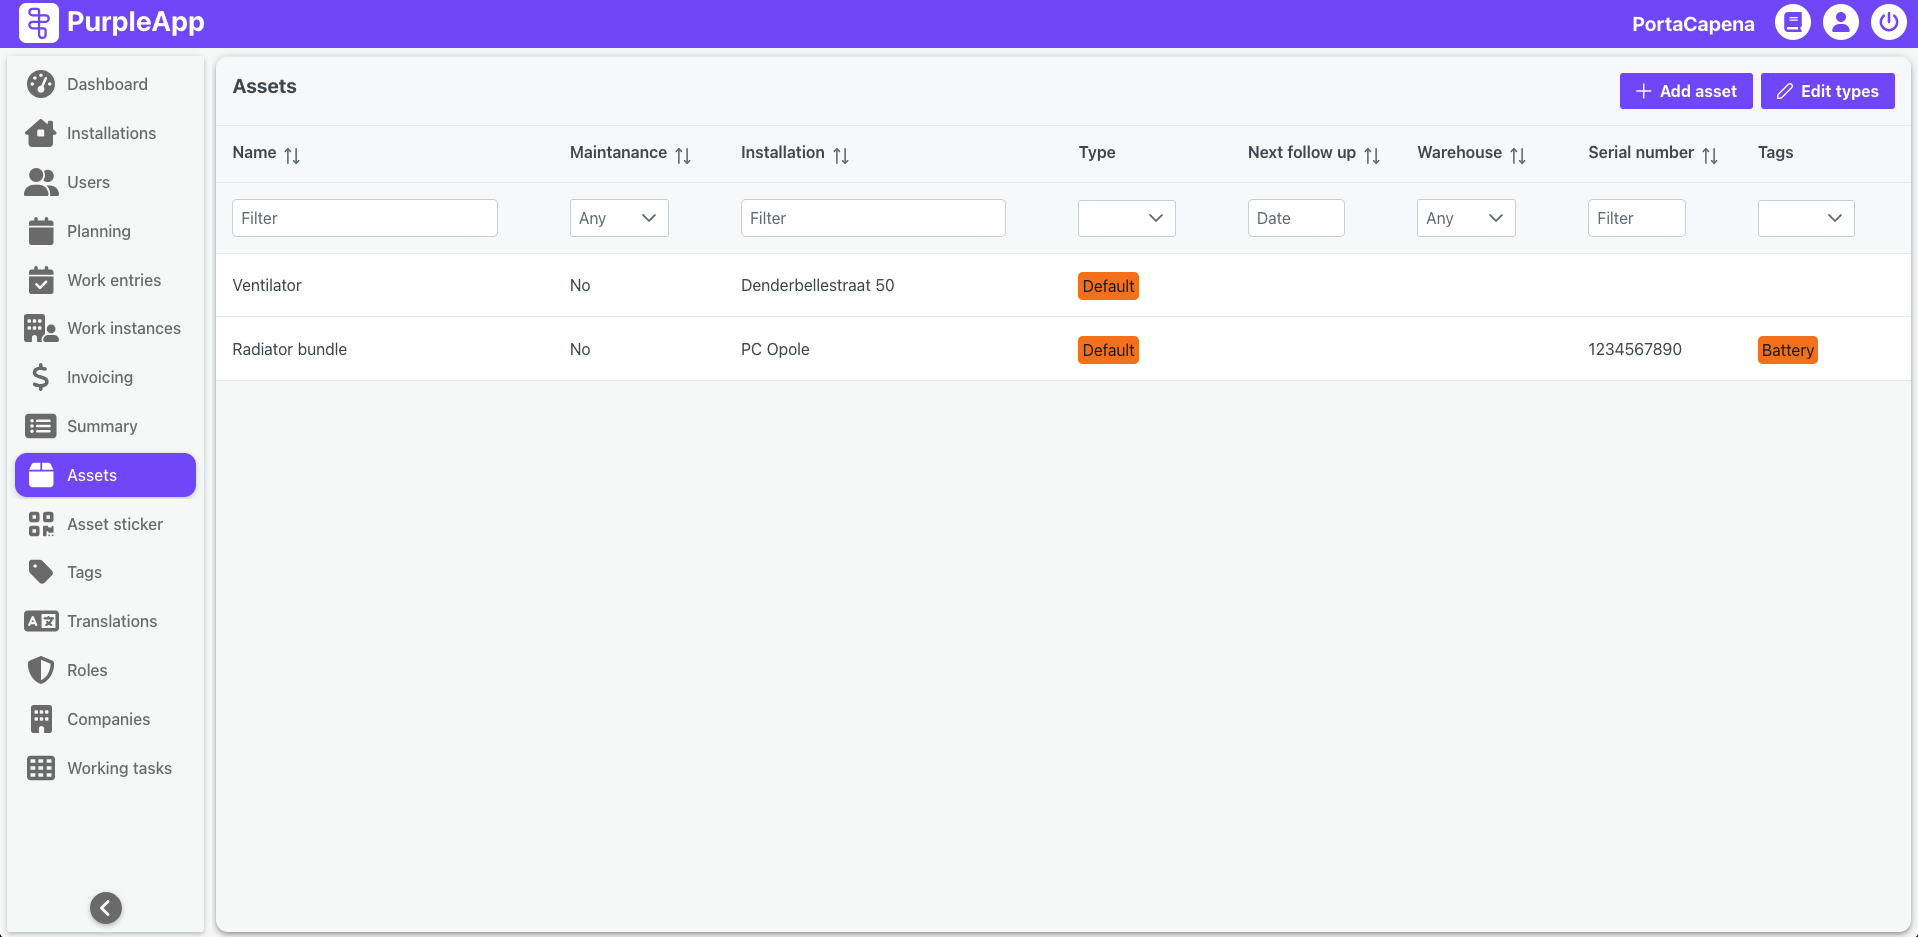 PurpleApp
PortaCapena
Dashboard
Installations
Users
Planning
Work entries
Work instances
Invoicing
Summary
Assets
Asset sticker
Tags
Translations
Roles
Companies
Working tasks
Assets
Add asset Edit types
Name Maintanance Installation Type Next follow up Warehouse Serial number Tags
Filter Any Filter Date Any Filter
Ventilator No Denderbellestraat 50 Default
Radiator bundle No PC Opole Default 1234567890 Battery